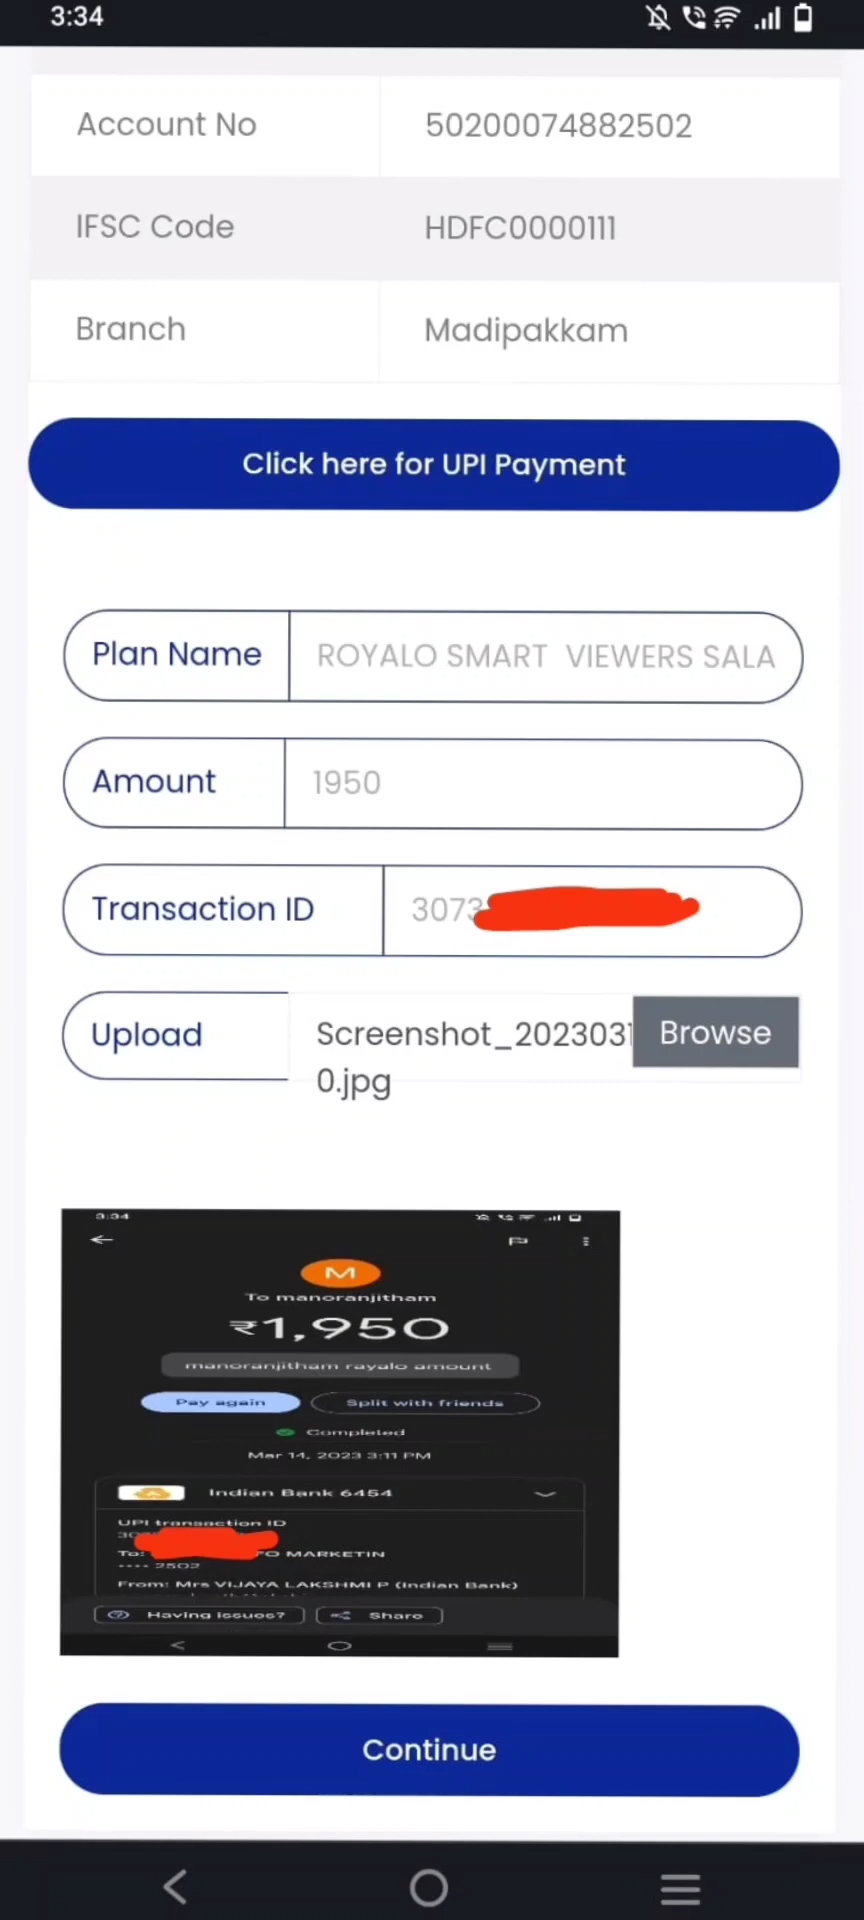 3:34
Account No 50200074882502
IFSC Code HDFC0000111
Branch Madipakkam
Click here for UPI Payment
Plan Name ROYALO SMART VIEWERS SALA
Amount 1950
Transaction ID 3073
Upload Screenshot_2023031
0.jpg
Browse
3:34
M
To manoranjitham
₹1,950
manoranjitham rayalo amount
Pay again Split with friends
Completed
Mar 14, 2023 3:11 PM
Indian Bank 6454
UPI transaction ID
30
To: O MARKETIN
•••• 2502
From: Mrs VIJAYA LAKSHMI P (Indian Bank)
Having issues? Share
Continue